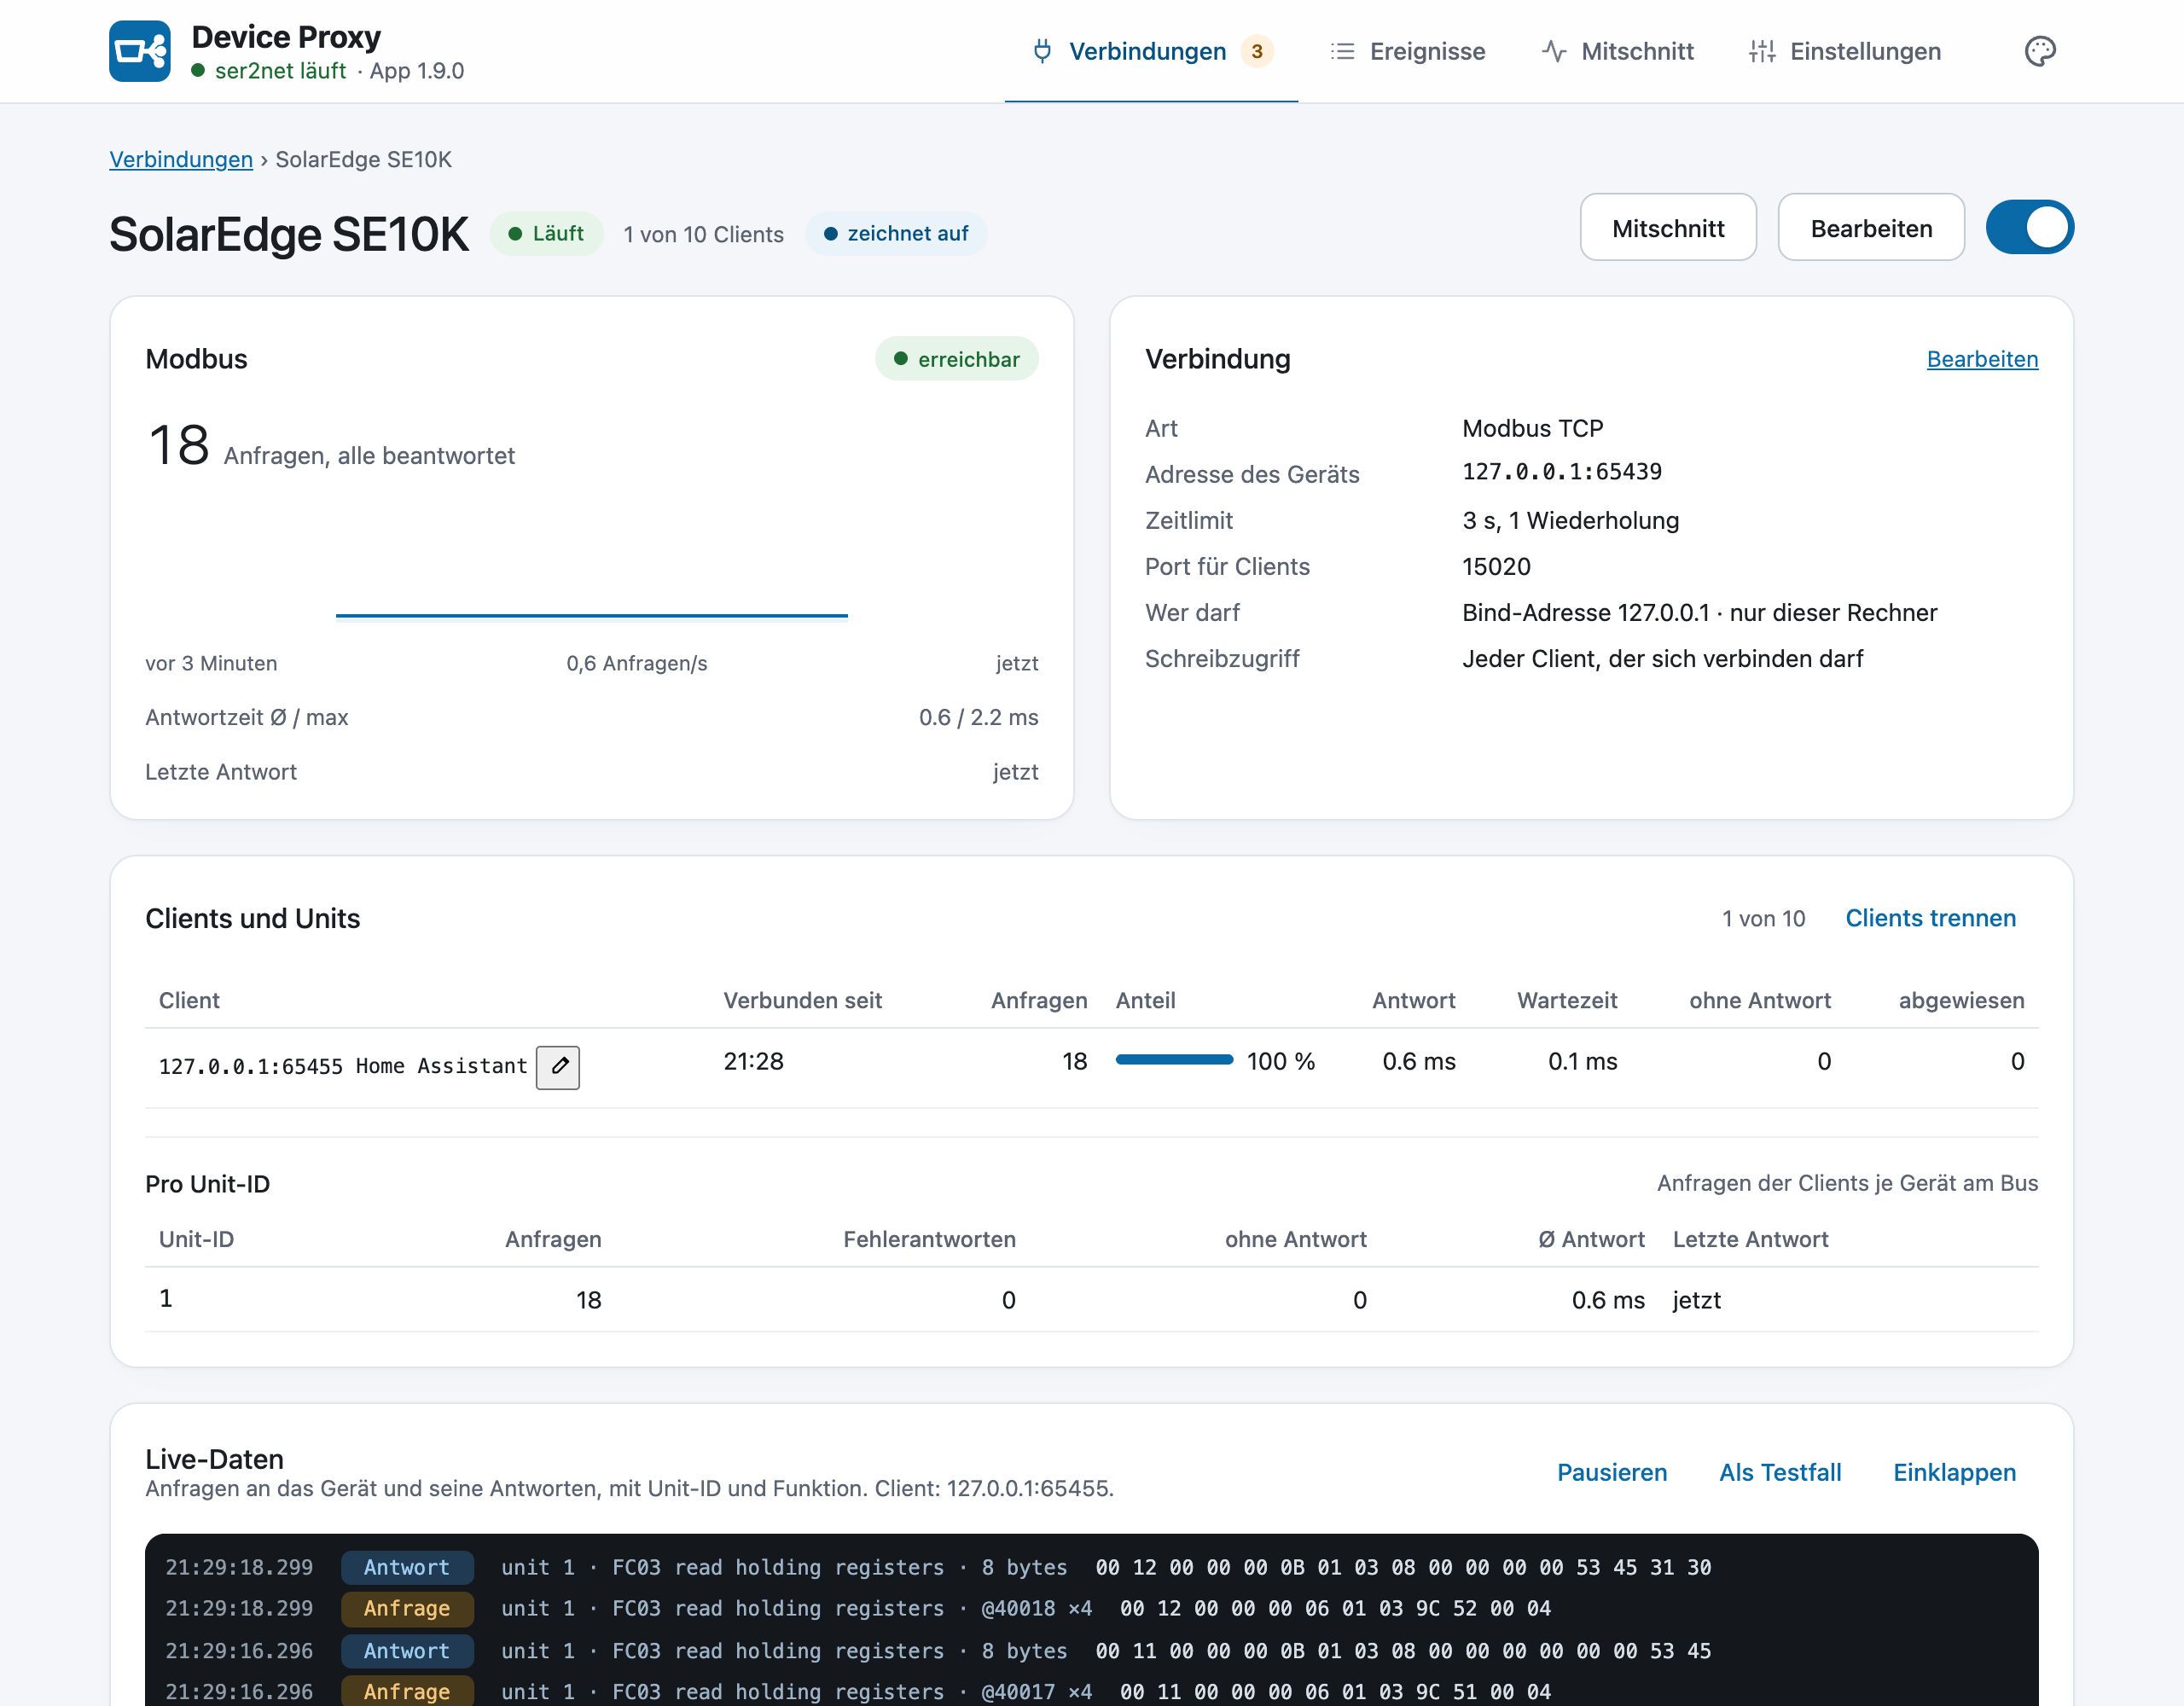 Device Proxy
ser2net läuft · App 1.9.0
Verbindungen 3 Ereignisse Mitschnitt Einstellungen
Verbindungen › SolarEdge SE10K
SolarEdge SE10K Läuft 1 von 10 Clients zeichnet auf Mitschnitt Bearbeiten
Modbus erreichbar
18 Anfragen, alle beantwortet
vor 3 Minuten 0,6 Anfragen/s jetzt
Antwortzeit Ø / max 0.6 / 2.2 ms
Letzte Antwort jetzt
Verbindung Bearbeiten
Art Modbus TCP
Adresse des Geräts 127.0.0.1:65439
Zeitlimit 3 s, 1 Wiederholung
Port für Clients 15020
Wer darf Bind-Adresse 127.0.0.1 · nur dieser Rechner
Schreibzugriff Jeder Client, der sich verbinden darf
Clients und Units 1 von 10 Clients trennen
Client Verbunden seit Anfragen Anteil Antwort Wartezeit ohne Antwort abgewiesen
127.0.0.1:65455 Home Assistant 21:28 18 100 % 0.6 ms 0.1 ms 0 0
Pro Unit-ID Anfragen der Clients je Gerät am Bus
Unit-ID Anfragen Fehlerantworten ohne Antwort Ø Antwort Letzte Antwort
1 18 0 0 0.6 ms jetzt
Live-Daten Pausieren Als Testfall Einklappen
Anfragen an das Gerät und seine Antworten, mit Unit-ID und Funktion. Client: 127.0.0.1:65455.
21:29:18.299 Antwort unit 1 · FC03 read holding registers · 8 bytes 00 12 00 00 00 0B 01 03 08 00 00 00 00 53 45 31 30
21:29:18.299 Anfrage unit 1 · FC03 read holding registers · @40018 ×4 00 12 00 00 00 06 01 03 9C 52 00 04
21:29:16.296 Antwort unit 1 · FC03 read holding registers · 8 bytes 00 11 00 00 00 0B 01 03 08 00 00 00 00 00 00 53 45
21:29:16.296 Anfrage unit 1 · FC03 read holding registers · @40017 ×4 00 11 00 00 00 06 01 03 9C 51 00 04